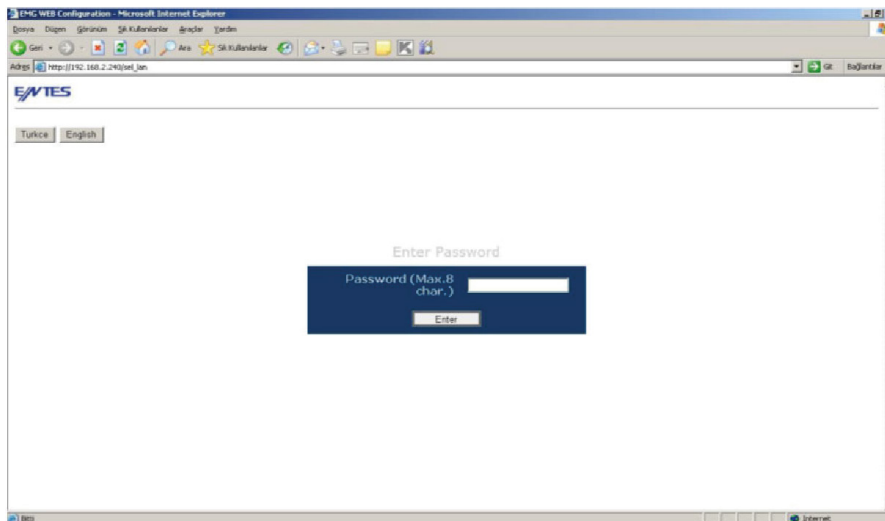 EMG WEB Configuration - Microsoft Internet Explorer
Dosya Düzen Görünüm Sık Kullanılanlar Araçlar Yardım
Geri Ara Sık Kullanılanlar
Adres http://192.168.2.240/sel_lan Git Bağlantılar
ENTES
Turkce English
Enter Password
Password (Max.8
char.)
Enter
Bitti Internet